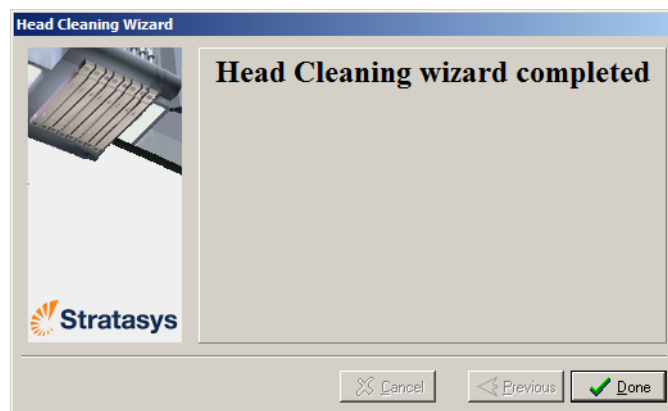 Head Cleaning Wizard
Head Cleaning wizard completed
Stratasys
Cancel
Previous
Done